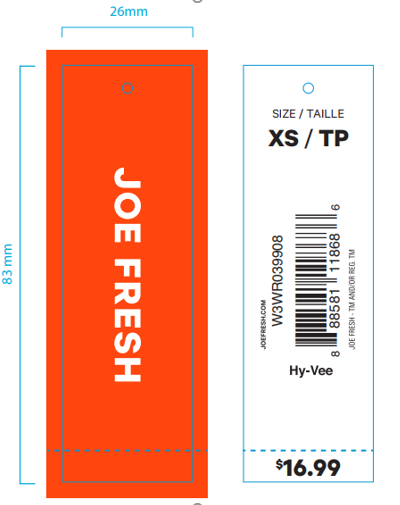 26mm
83 mm
JOE FRESH
SIZE / TAILLE
XS / TP
JOEFRESH.COM
W3WR039908
8 88581 11868 6
JOE FRESH - TM AND/OR REG. TM
Hy-Vee
$16.99